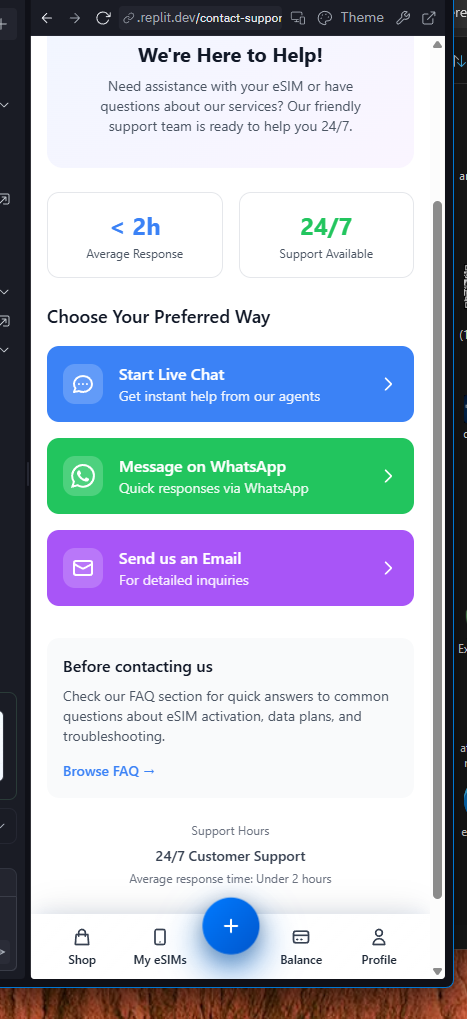 .replit.dev/contact-suppor
Theme
We're Here to Help!
Need assistance with your eSIM or have
questions about our services? Our friendly
support team is ready to help you 24/7.
< 2h
Average Response
24/7
Support Available
Choose Your Preferred Way
Start Live Chat
Get instant help from our agents
Message on WhatsApp
Quick responses via WhatsApp
Send us an Email
For detailed inquiries
Before contacting us
Check our FAQ section for quick answers to common
questions about eSIM activation, data plans, and
troubleshooting.
Browse FAQ →
Support Hours
24/7 Customer Support
Average response time: Under 2 hours
Shop
My eSIMs
Balance
Profile